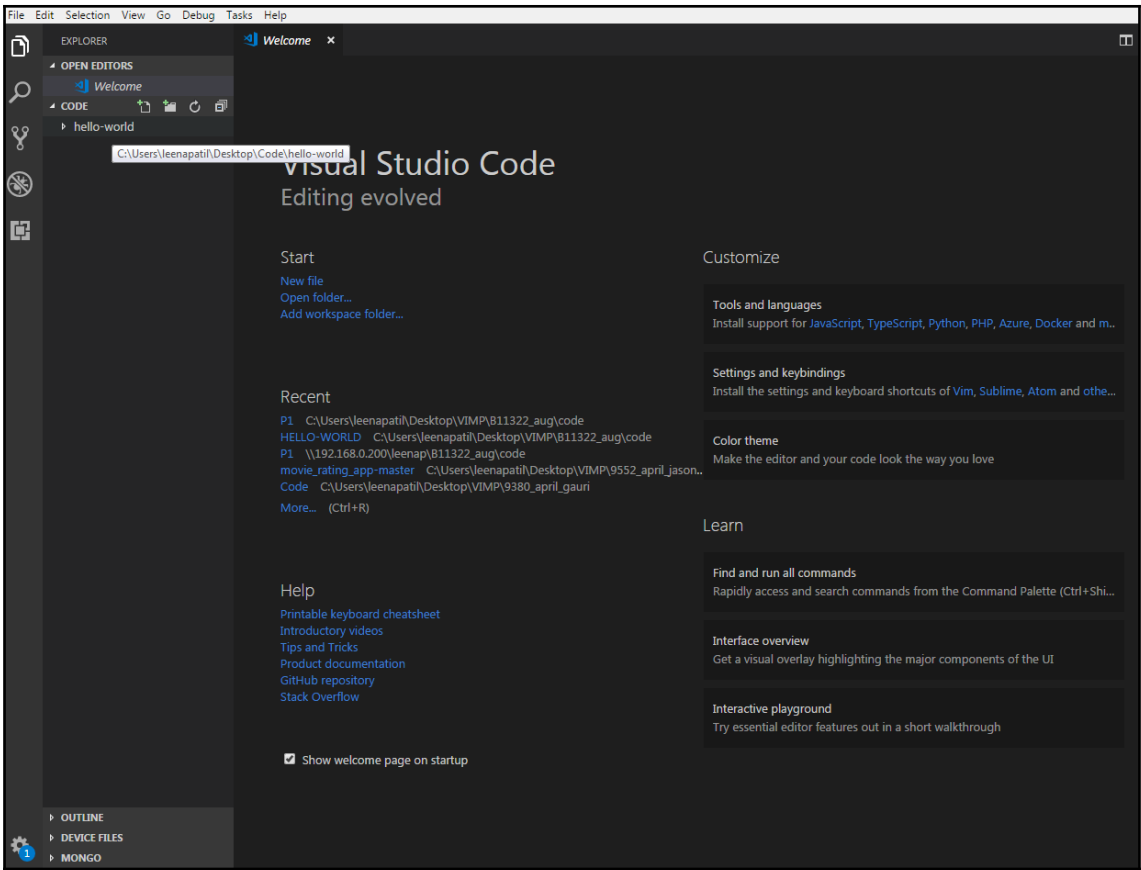 File Edit Selection View Go Debug Tasks Help
EXPLORER
OPEN EDITORS
Welcome
CODE
hello-world
C:\Users\leenapatil\Desktop\Code\hello-world
OUTLINE
DEVICE FILES
MONGO
1
Welcome ×
Visual Studio Code
Editing evolved
Start
New file
Open folder...
Add workspace folder...
Recent
P1 C:\Users\leenapatil\Desktop\VIMP\B11322_aug\code
HELLO-WORLD C:\Users\leenapatil\Desktop\VIMP\B11322_aug\code
P1 \\192.168.0.200\leenap\B11322_aug\code
movie_rating_app-master C:\Users\leenapatil\Desktop\VIMP\9552_april_jason...
Code C:\Users\leenapatil\Desktop\VIMP\9380_april_gauri
More... (Ctrl+R)
Help
Printable keyboard cheatsheet
Introductory videos
Tips and Tricks
Product documentation
GitHub repository
Stack Overflow
Show welcome page on startup
Customize
Tools and languages
Install support for JavaScript, TypeScript, Python, PHP, Azure, Docker and m...
Settings and keybindings
Install the settings and keyboard shortcuts of Vim, Sublime, Atom and othe...
Color theme
Make the editor and your code look the way you love
Learn
Find and run all commands
Rapidly access and search commands from the Command Palette (Ctrl+Shi...
Interface overview
Get a visual overlay highlighting the major components of the UI
Interactive playground
Try essential editor features out in a short walkthrough